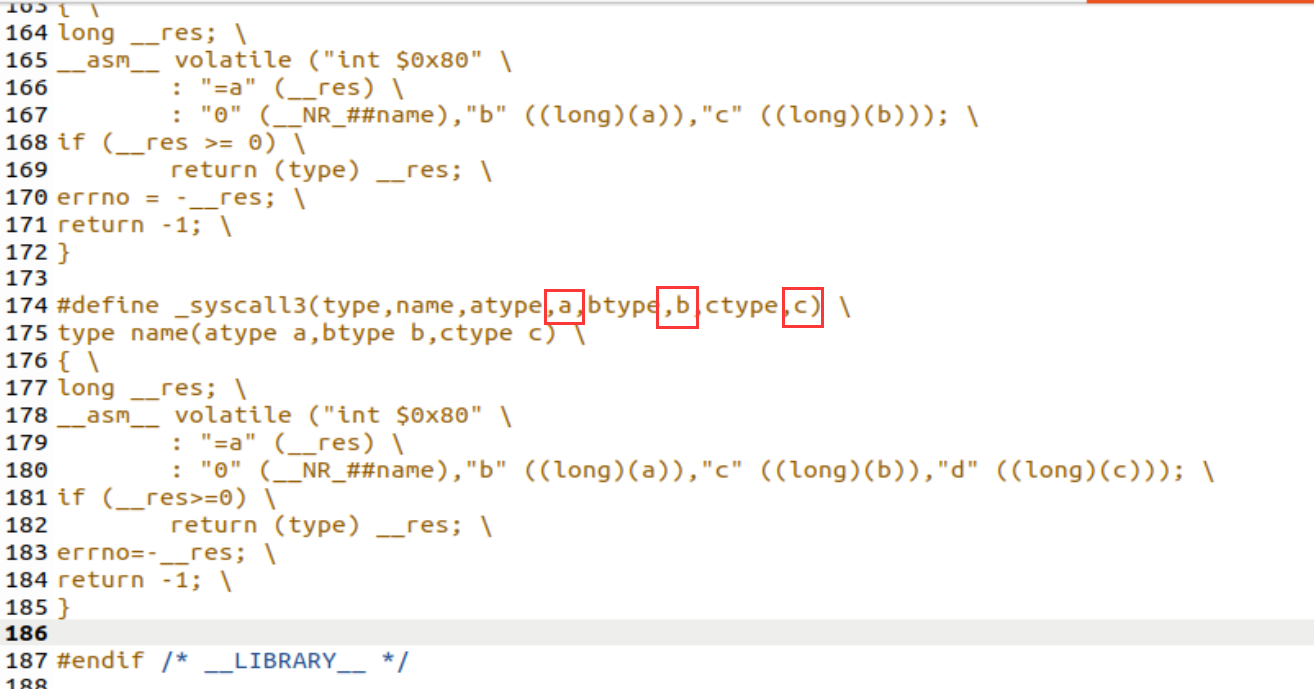 163 { \
164 long __res; \
165 __asm__ volatile ("int $0x80" \
166         : "=a" (__res) \
167         : "0" (__NR_##name),"b" ((long)(a)),"c" ((long)(b))); \
168 if (__res >= 0) \
169         return (type) __res; \
170 errno = -__res; \
171 return -1; \
172 }
173
174 #define _syscall3(type,name,atype,a,btype,b,ctype,c) \
175 type name(atype a,btype b,ctype c) \
176 { \
177 long __res; \
178 __asm__ volatile ("int $0x80" \
179         : "=a" (__res) \
180         : "0" (__NR_##name),"b" ((long)(a)),"c" ((long)(b)),"d" ((long)(c))); \
181 if (__res>=0) \
182         return (type) __res; \
183 errno=-__res; \
184 return -1; \
185 }
186
187 #endif /* __LIBRARY__ */
188